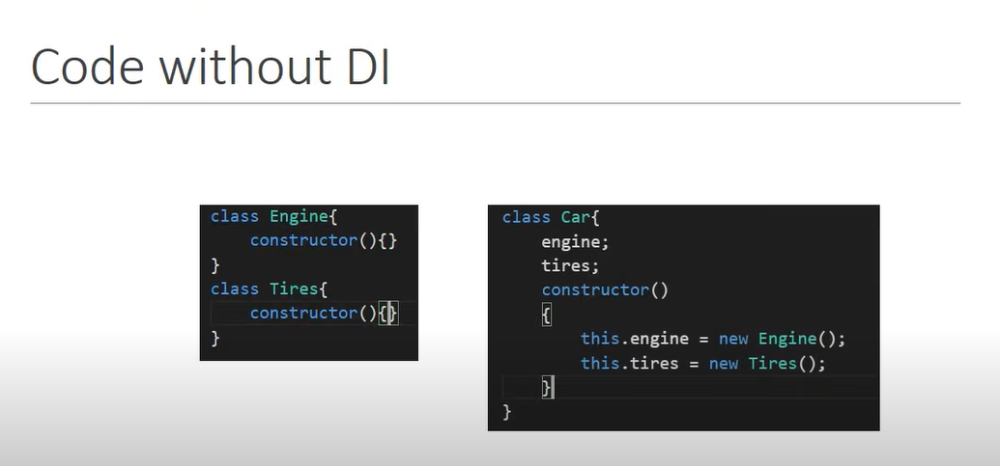 Code without DI
class Engine{
    constructor(){}
}
class Tires{
    constructor(){}
}
class Car{
    engine;
    tires;
    constructor()
    {
        this.engine = new Engine();
        this.tires = new Tires();
    }
}